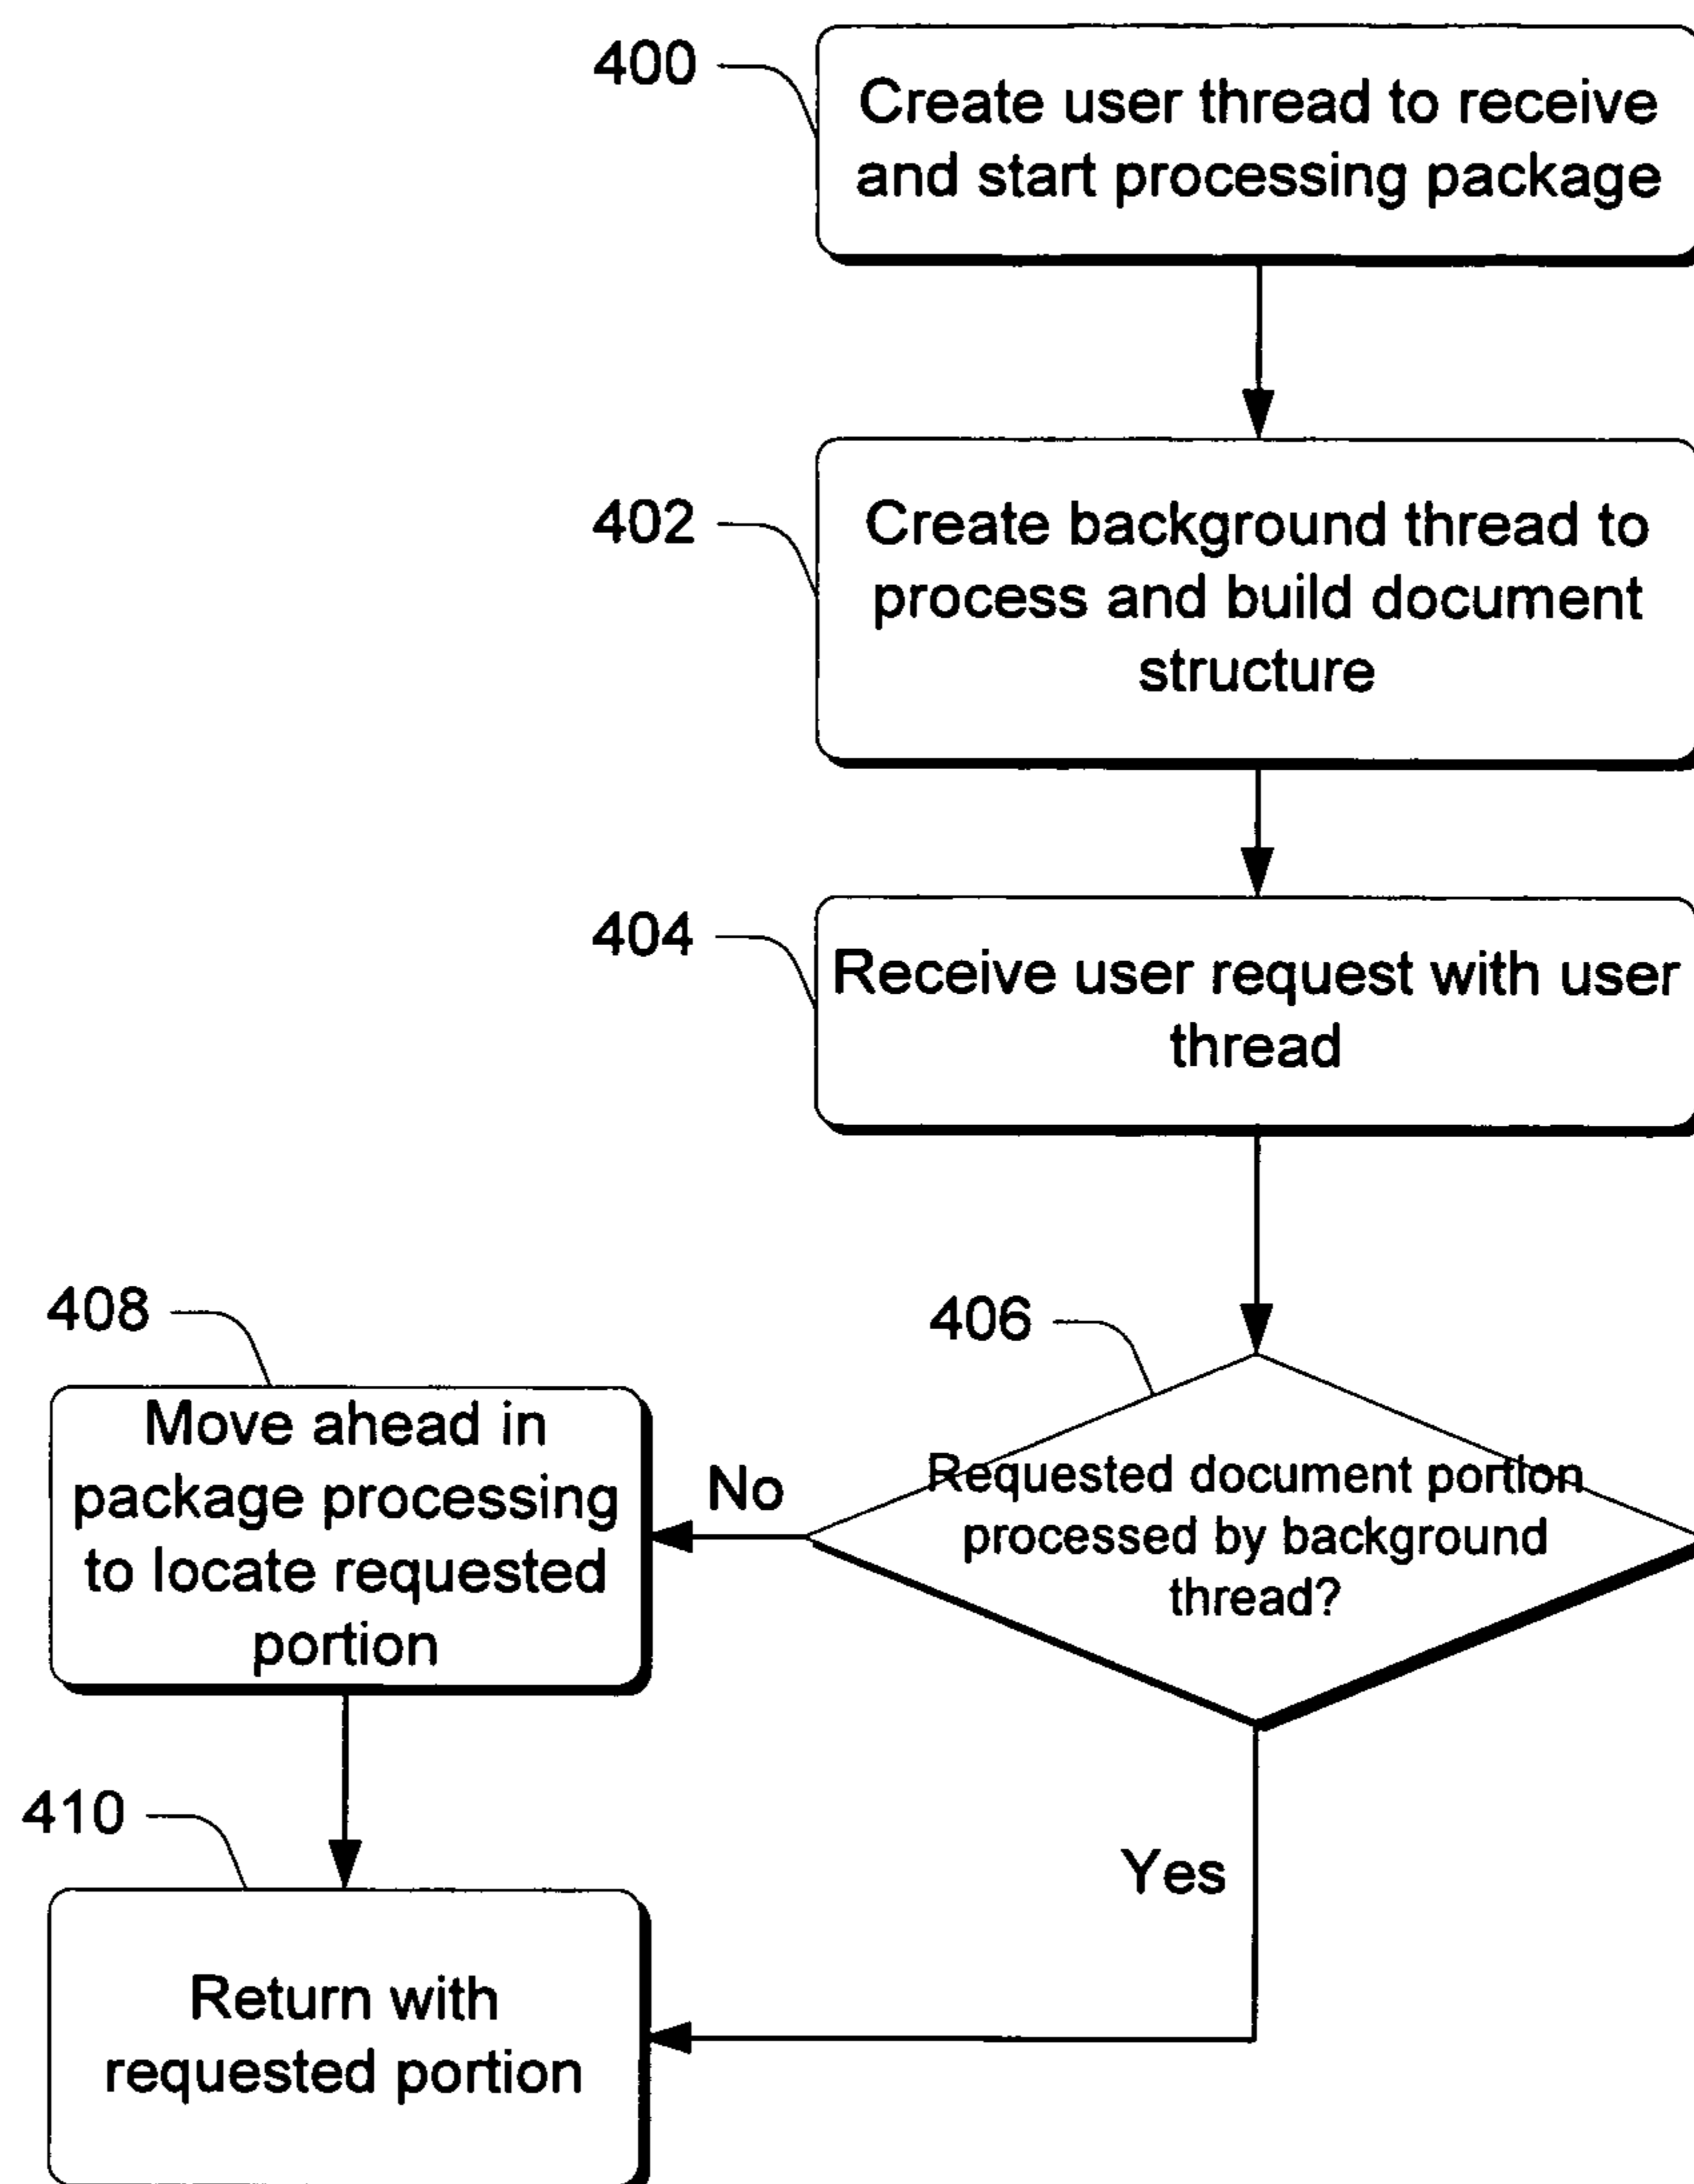 400
Create user thread to receive
and start processing package
402
Create background thread to
process and build document
structure
404
Receive user request with user
thread
406
Requested document portion
processed by background
thread?
No
408
Move ahead in
package processing
to locate requested
portion
Yes
410
Return with
requested portion